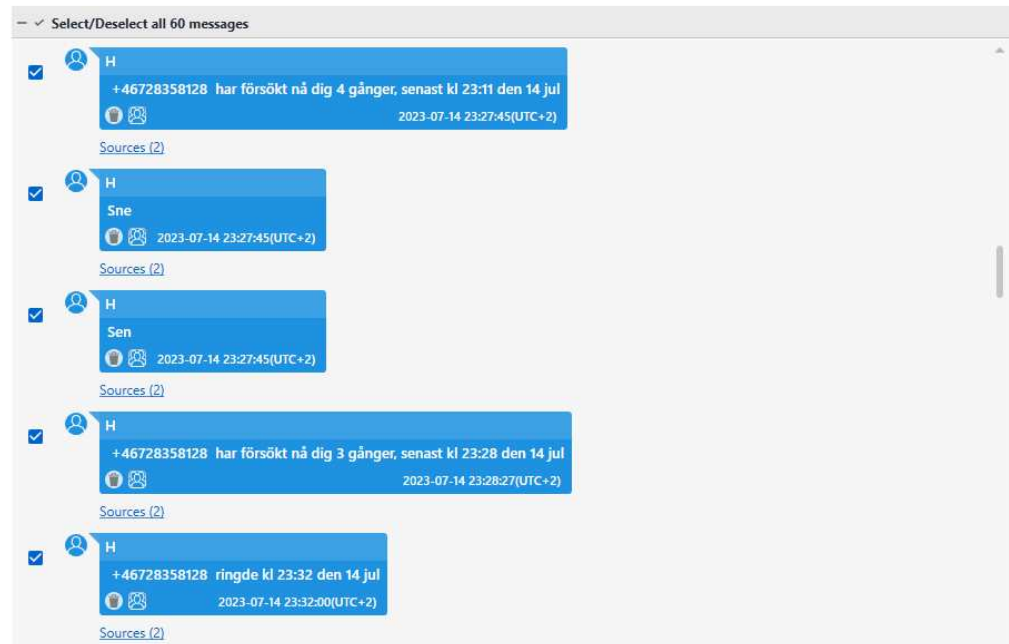 Select/Deselect all 60 messages
H
+46728358128 har försökt nå dig 4 gånger, senast kl 23:11 den 14 jul
2023-07-14 23:27:45(UTC+2)
Sources (2)
H
Sne
2023-07-14 23:27:45(UTC+2)
Sources (2)
H
Sen
2023-07-14 23:27:45(UTC+2)
Sources (2)
H
+46728358128 har försökt nå dig 3 gånger, senast kl 23:28 den 14 jul
2023-07-14 23:28:27(UTC+2)
Sources (2)
H
+46728358128 ringde kl 23:32 den 14 jul
2023-07-14 23:32:00(UTC+2)
Sources (2)